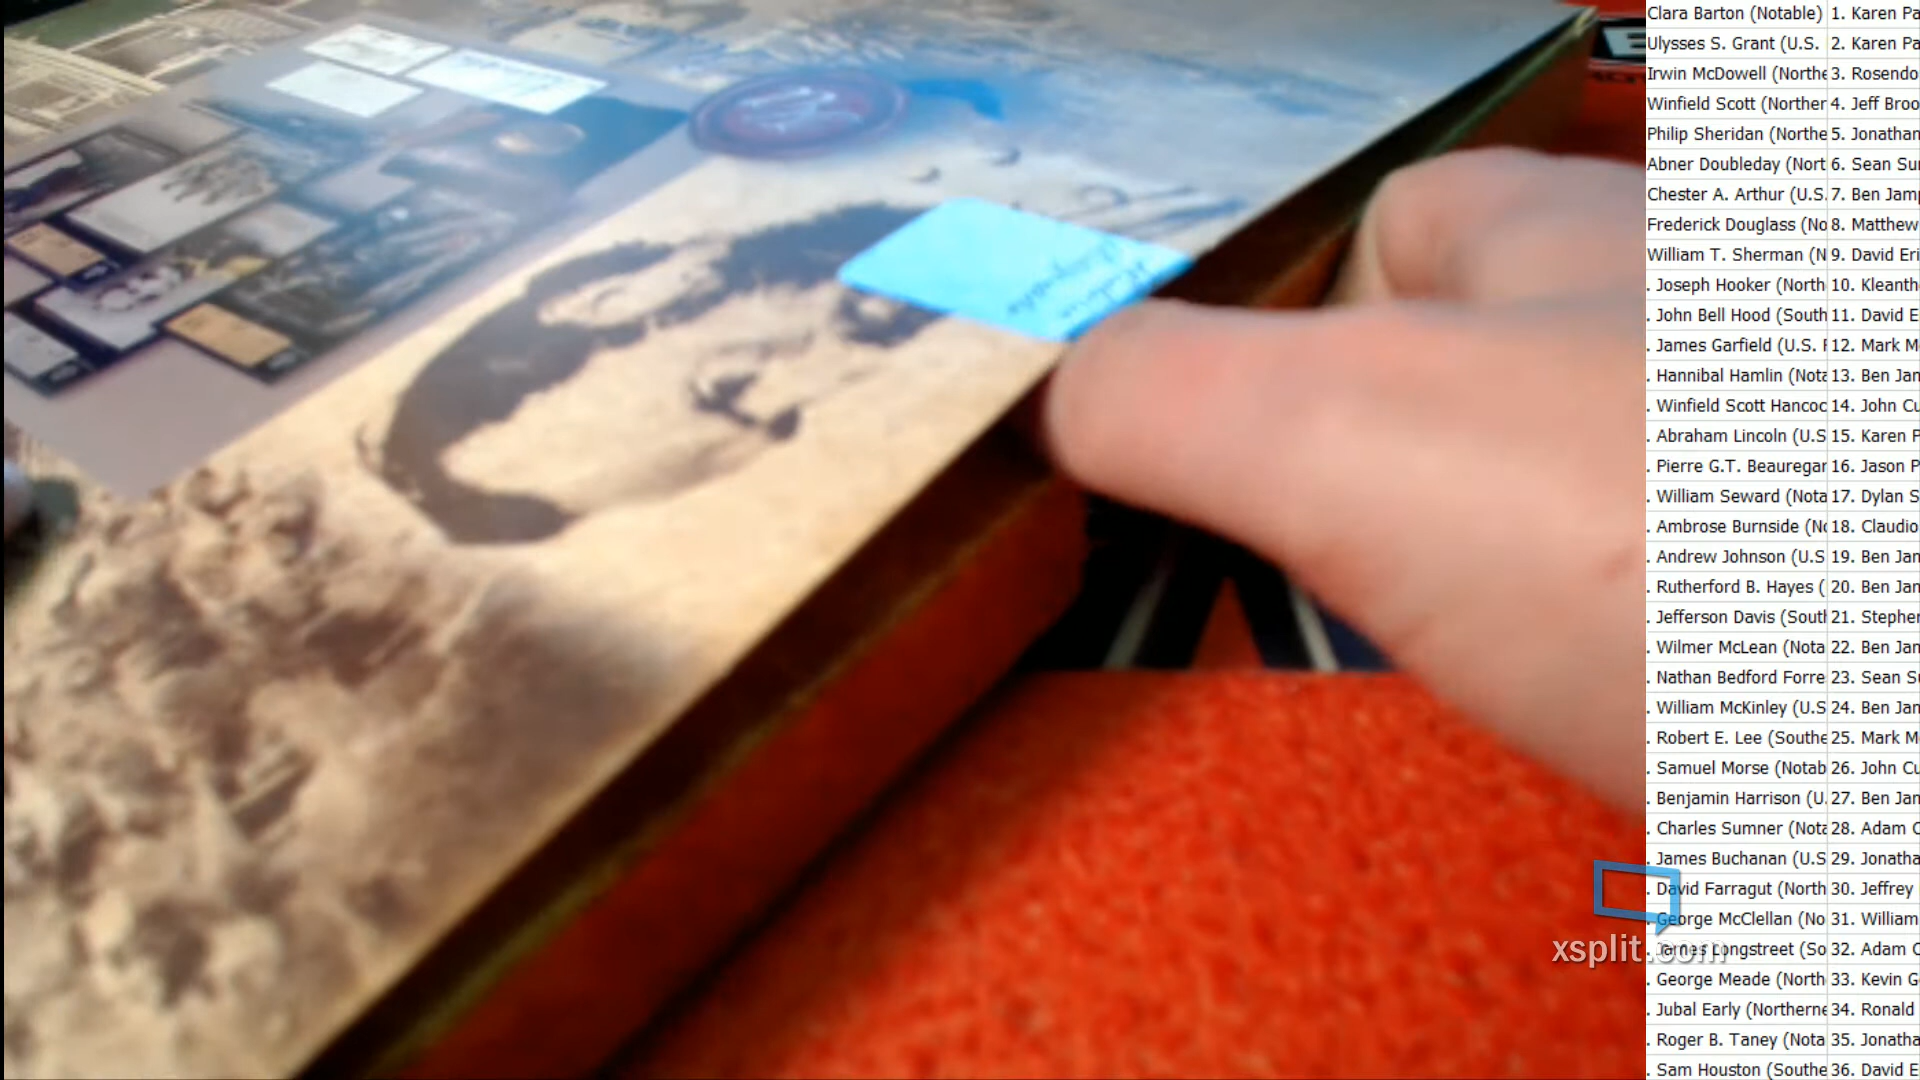 Clara Barton (Notable) 1. Karen Pa
Ulysses S. Grant (U.S. 2. Karen Pa
Irwin McDowell (Northe 3. Rosendo
Winfield Scott (Norther 4. Jeff Broo
Philip Sheridan (Northe 5. Jonathan
Abner Doubleday (Nort 6. Sean Sur
Chester A. Arthur (U.S. 7. Ben Jamp
Frederick Douglass (No 8. Matthew
William T. Sherman (N 9. David Eri
. Joseph Hooker (North 10. Kleanth
. John Bell Hood (South 11. David E
. James Garfield (U.S. 12. Mark M
. Hannibal Hamlin (Nota 13. Ben Jan
. Winfield Scott Hancoc 14. John Cu
. Abraham Lincoln (U.S 15. Karen P
. Pierre G.T. Beauregar 16. Jason P
. William Seward (Nota 17. Dylan S
. Ambrose Burnside (No 18. Claudio
. Andrew Johnson (U.S 19. Ben Jan
. Rutherford B. Hayes ( 20. Ben Jan
. Jefferson Davis (South 21. Stephen
. Wilmer McLean (Nota 22. Ben Jan
. Nathan Bedford Forre 23. Sean Su
. William McKinley (U.S 24. Ben Jan
. Robert E. Lee (Southe 25. Mark M
. Samuel Morse (Notab 26. John Cu
. Benjamin Harrison (U. 27. Ben Jan
. Charles Sumner (Nota 28. Adam C
. James Buchanan (U.S 29. Jonatha
. David Farragut (North 30. Jeffrey
. George McClellan (No 31. William
. James Longstreet (So 32. Adam C
. George Meade (North 33. Kevin G
. Jubal Early (Northerne 34. Ronald
. Roger B. Taney (Nota 35. Jonatha
. Sam Houston (Southe 36. David E
xsplit.com